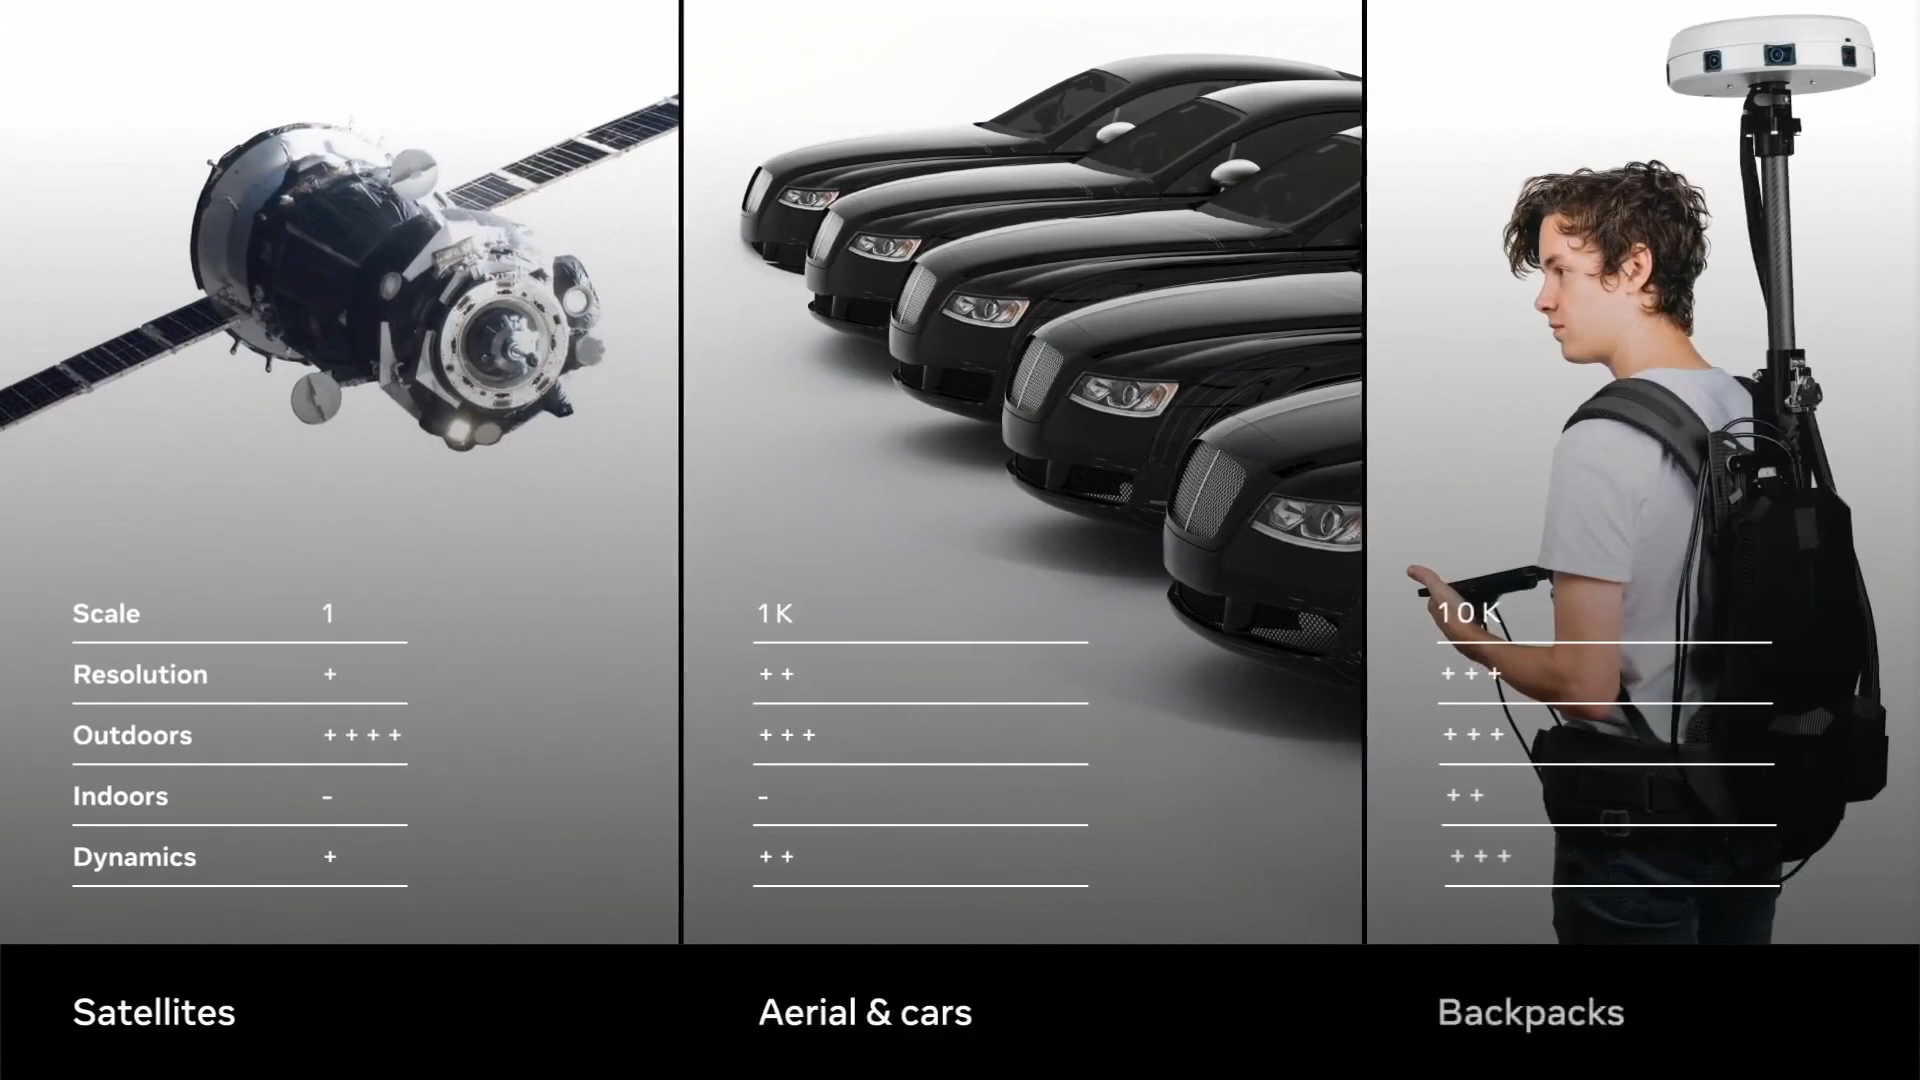 Scale 1
Resolution +
Outdoors ++++
Indoors -
Dynamics +
Satellites
1K
++
+++
-
++
Aerial & cars
10K
+++
+++
++
+++
Backpacks